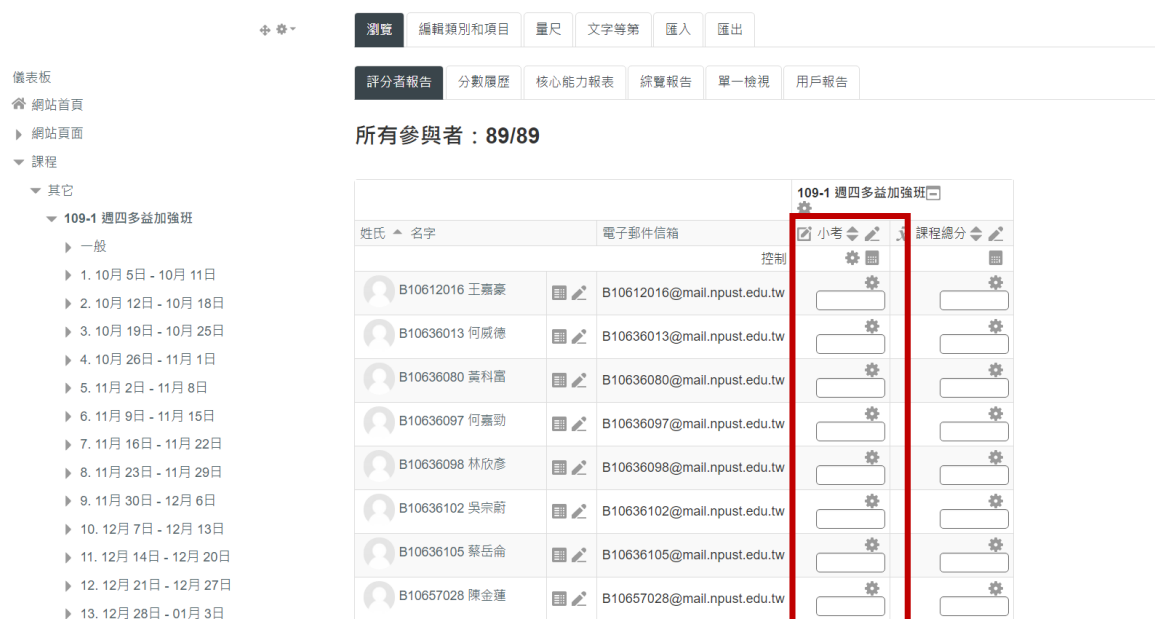 瀏覽 編輯類別和項目 量尺 文字等第 匯入 匯出
評分者報告 分數履歷 核心能力報表 綜覽報告 單一檢視 用戶報告
儀表板
網站首頁
網站頁面
課程
其它
109-1 週四多益加強班
一般
1. 10月 5日 - 10月 11日
2. 10月 12日 - 10月 18日
3. 10月 19日 - 10月 25日
4. 10月 26日 - 11月 1日
5. 11月 2日 - 11月 8日
6. 11月 9日 - 11月 15日
7. 11月 16日 - 11月 22日
8. 11月 23日 - 11月 29日
9. 11月 30日 - 12月 6日
10. 12月 7日 - 12月 13日
11. 12月 14日 - 12月 20日
12. 12月 21日 - 12月 27日
13. 12月 28日 - 01月 3日
所有參與者：89/89
109-1 週四多益加強班
姓氏 名字 電子郵件信箱 小考 課程總分
控制
B10612016 王嘉豪 B10612016@mail.npust.edu.tw
B10636013 何威德 B10636013@mail.npust.edu.tw
B10636080 黃科富 B10636080@mail.npust.edu.tw
B10636097 何嘉勁 B10636097@mail.npust.edu.tw
B10636098 林欣彥 B10636098@mail.npust.edu.tw
B10636102 吳宗蔚 B10636102@mail.npust.edu.tw
B10636105 蔡岳侖 B10636105@mail.npust.edu.tw
B10657028 陳金蓮 B10657028@mail.npust.edu.tw